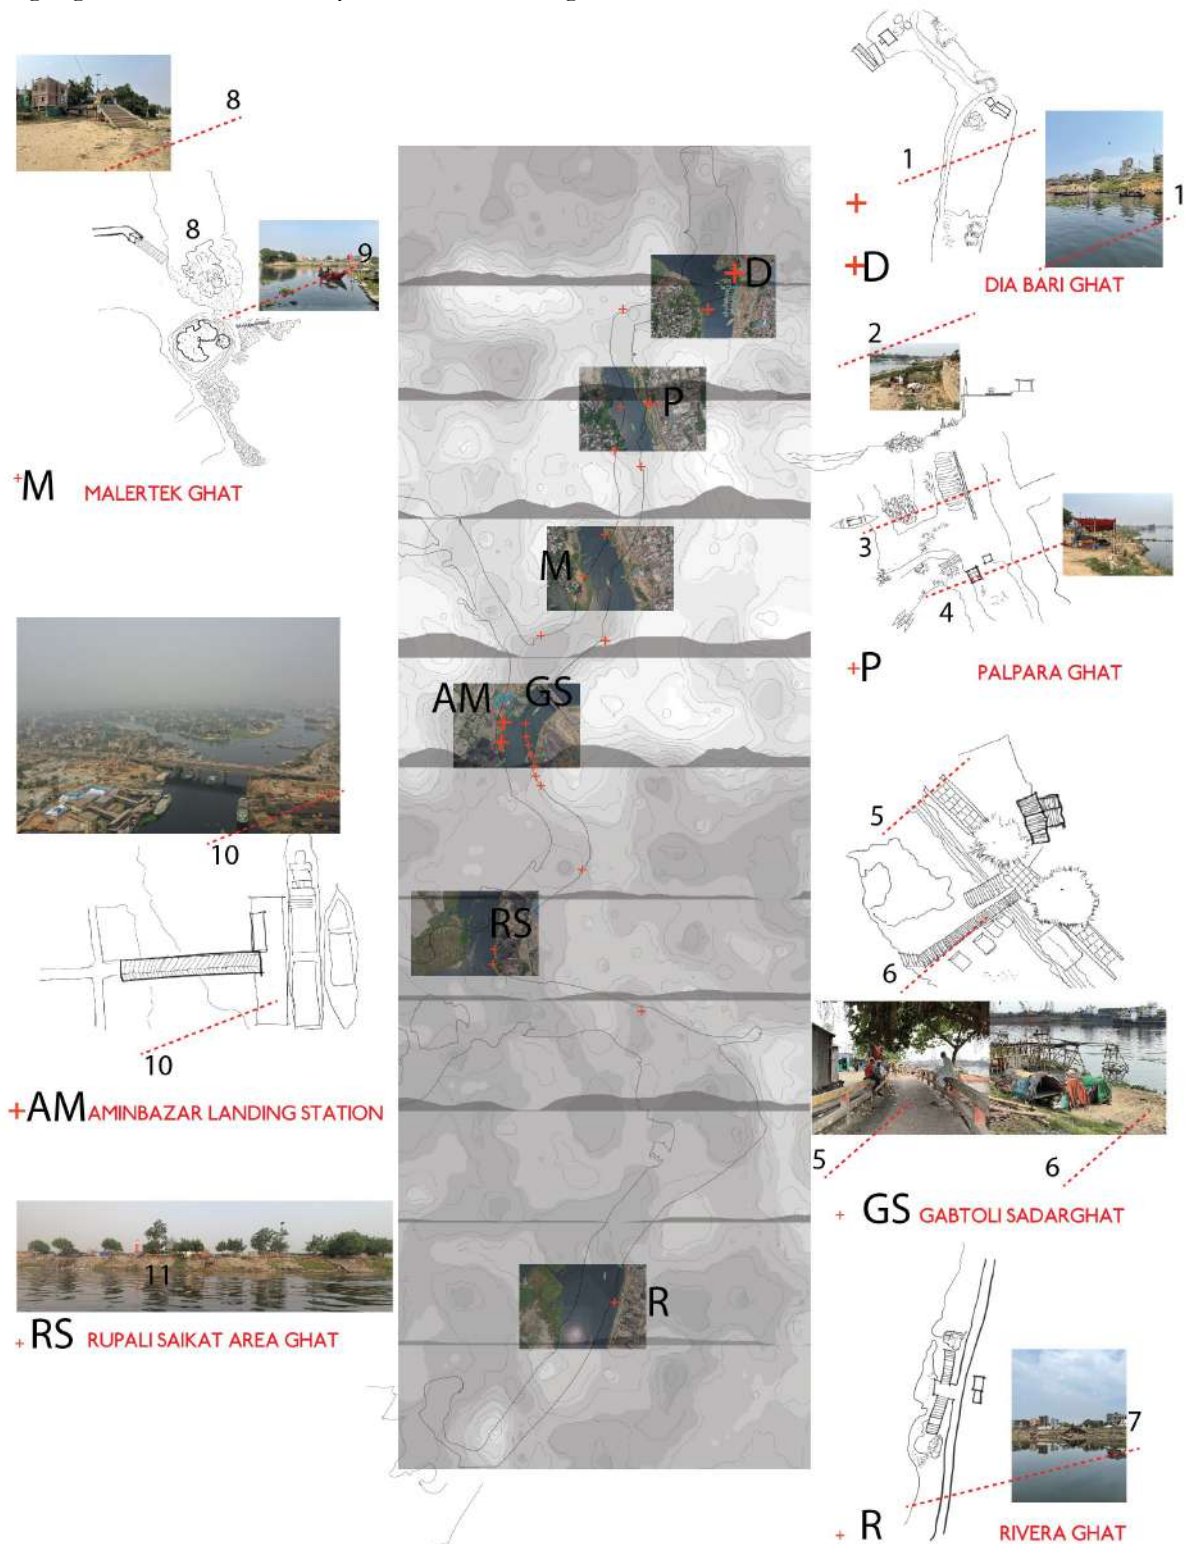 8
8
9
+M MALERTEK GHAT
10
10
+AM AMINBAZAR LANDING STATION
11
+RS RUPALI SAIKAT AREA GHAT
D
P
M
AM GS
RS
R
1
1
+D
DIA BARI GHAT
2
3
4
+P PALPARA GHAT
5
6
5
6
+ GS GABTOLI SADARGHAT
7
+ R RIVERA GHAT